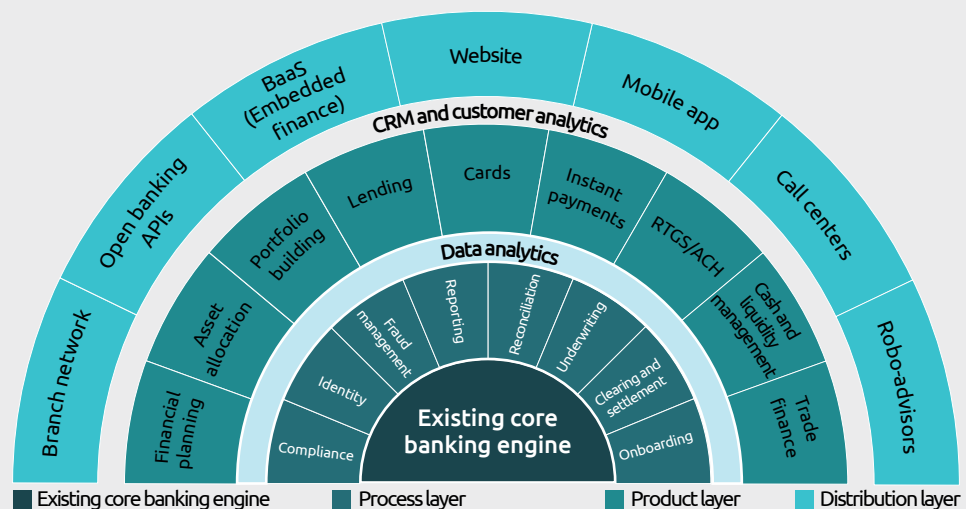 Website
BaaS
(Embedded
finance)
Mobile app
CRM and customer analytics
Open banking
APIs
Call centers
Cards
Lending
Instant
payments
Portfolio
building
RTGS/ACH
Data analytics
Asset
allocation
Cash and
liquidity
management
Branch network
Robo-advisors
Financial
planning
Trade
Finance
Reporting
Reconciliation
Fraud
management
Underwriting
Identity
Clearing and
settlement
Compliance
Onboarding
Existing core
banking engine
Existing core banking engine
Process layer
Product layer
Distribution layer